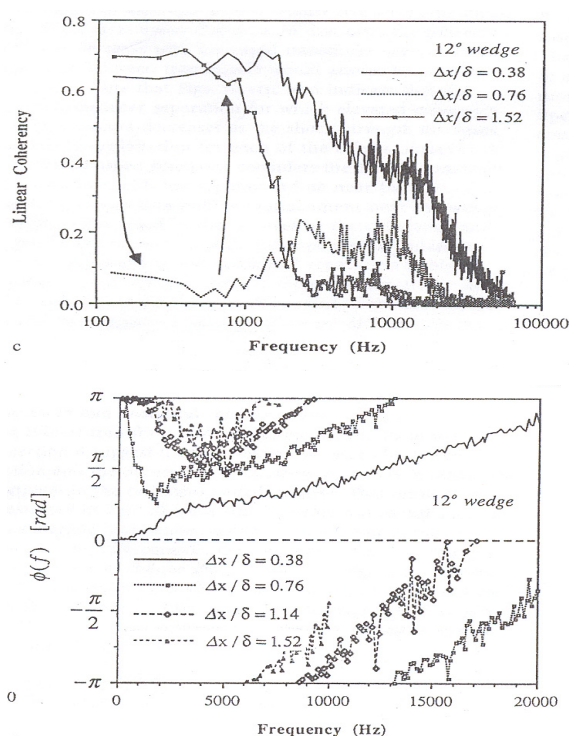 0.8
0.6
0.4
0.2
0.0
Linear Coherency
12° wedge
Δx/δ = 0.38
Δx/δ = 0.76
Δx/δ = 1.52
100 1000 10000 100000
Frequency (Hz)
c
π
π/2
0
-π/2
-π
ϕ(f) [rad]
12° wedge
Δx / δ = 0.38
Δx / δ = 0.76
Δx / δ = 1.14
Δx / δ = 1.52
0 5000 10000 15000 20000
Frequency (Hz)
0